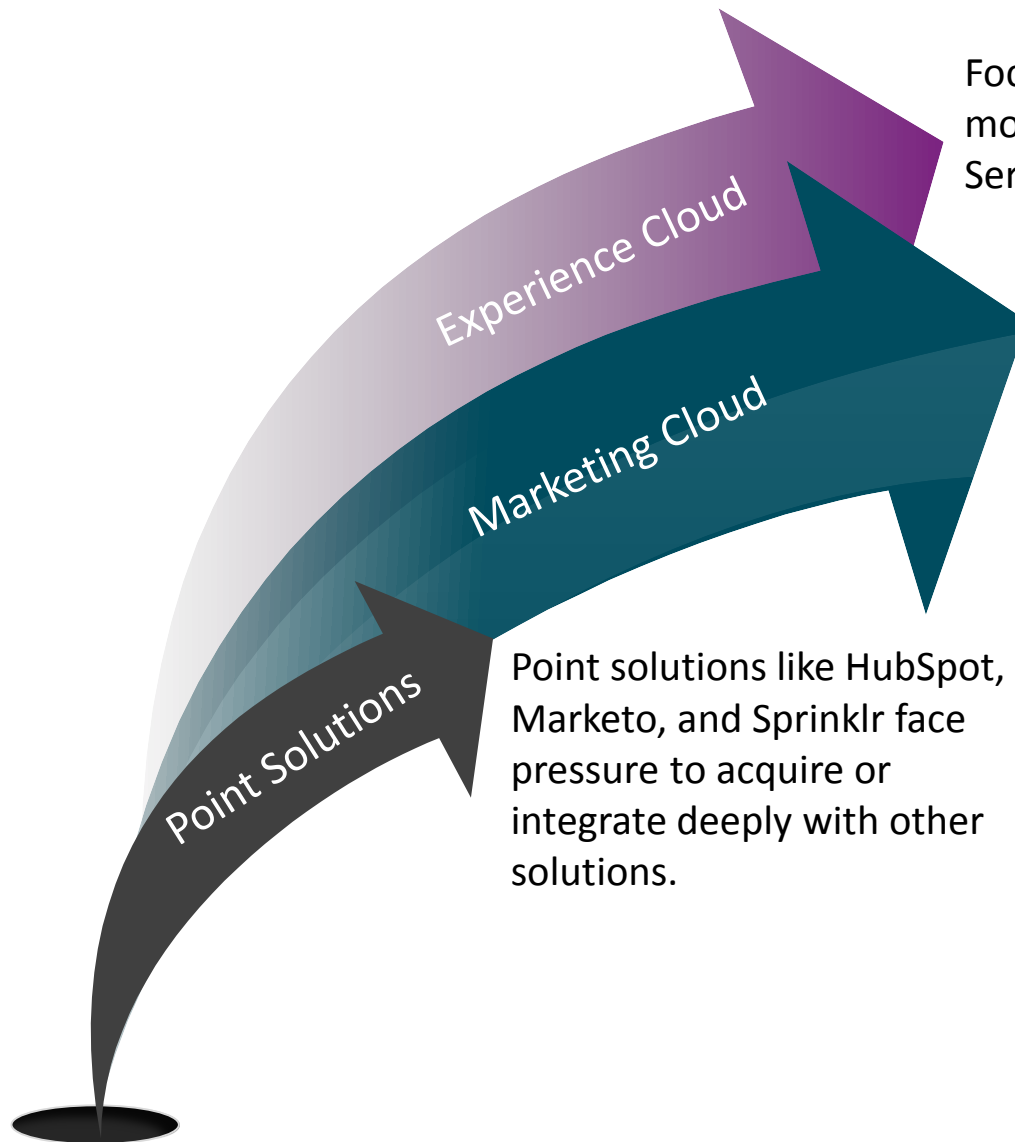 Experience Cloud
Marketing Cloud
Point Solutions
Point solutions like HubSpot,
Marketo, and Sprinklr face
pressure to acquire or
integrate deeply with other
solutions.